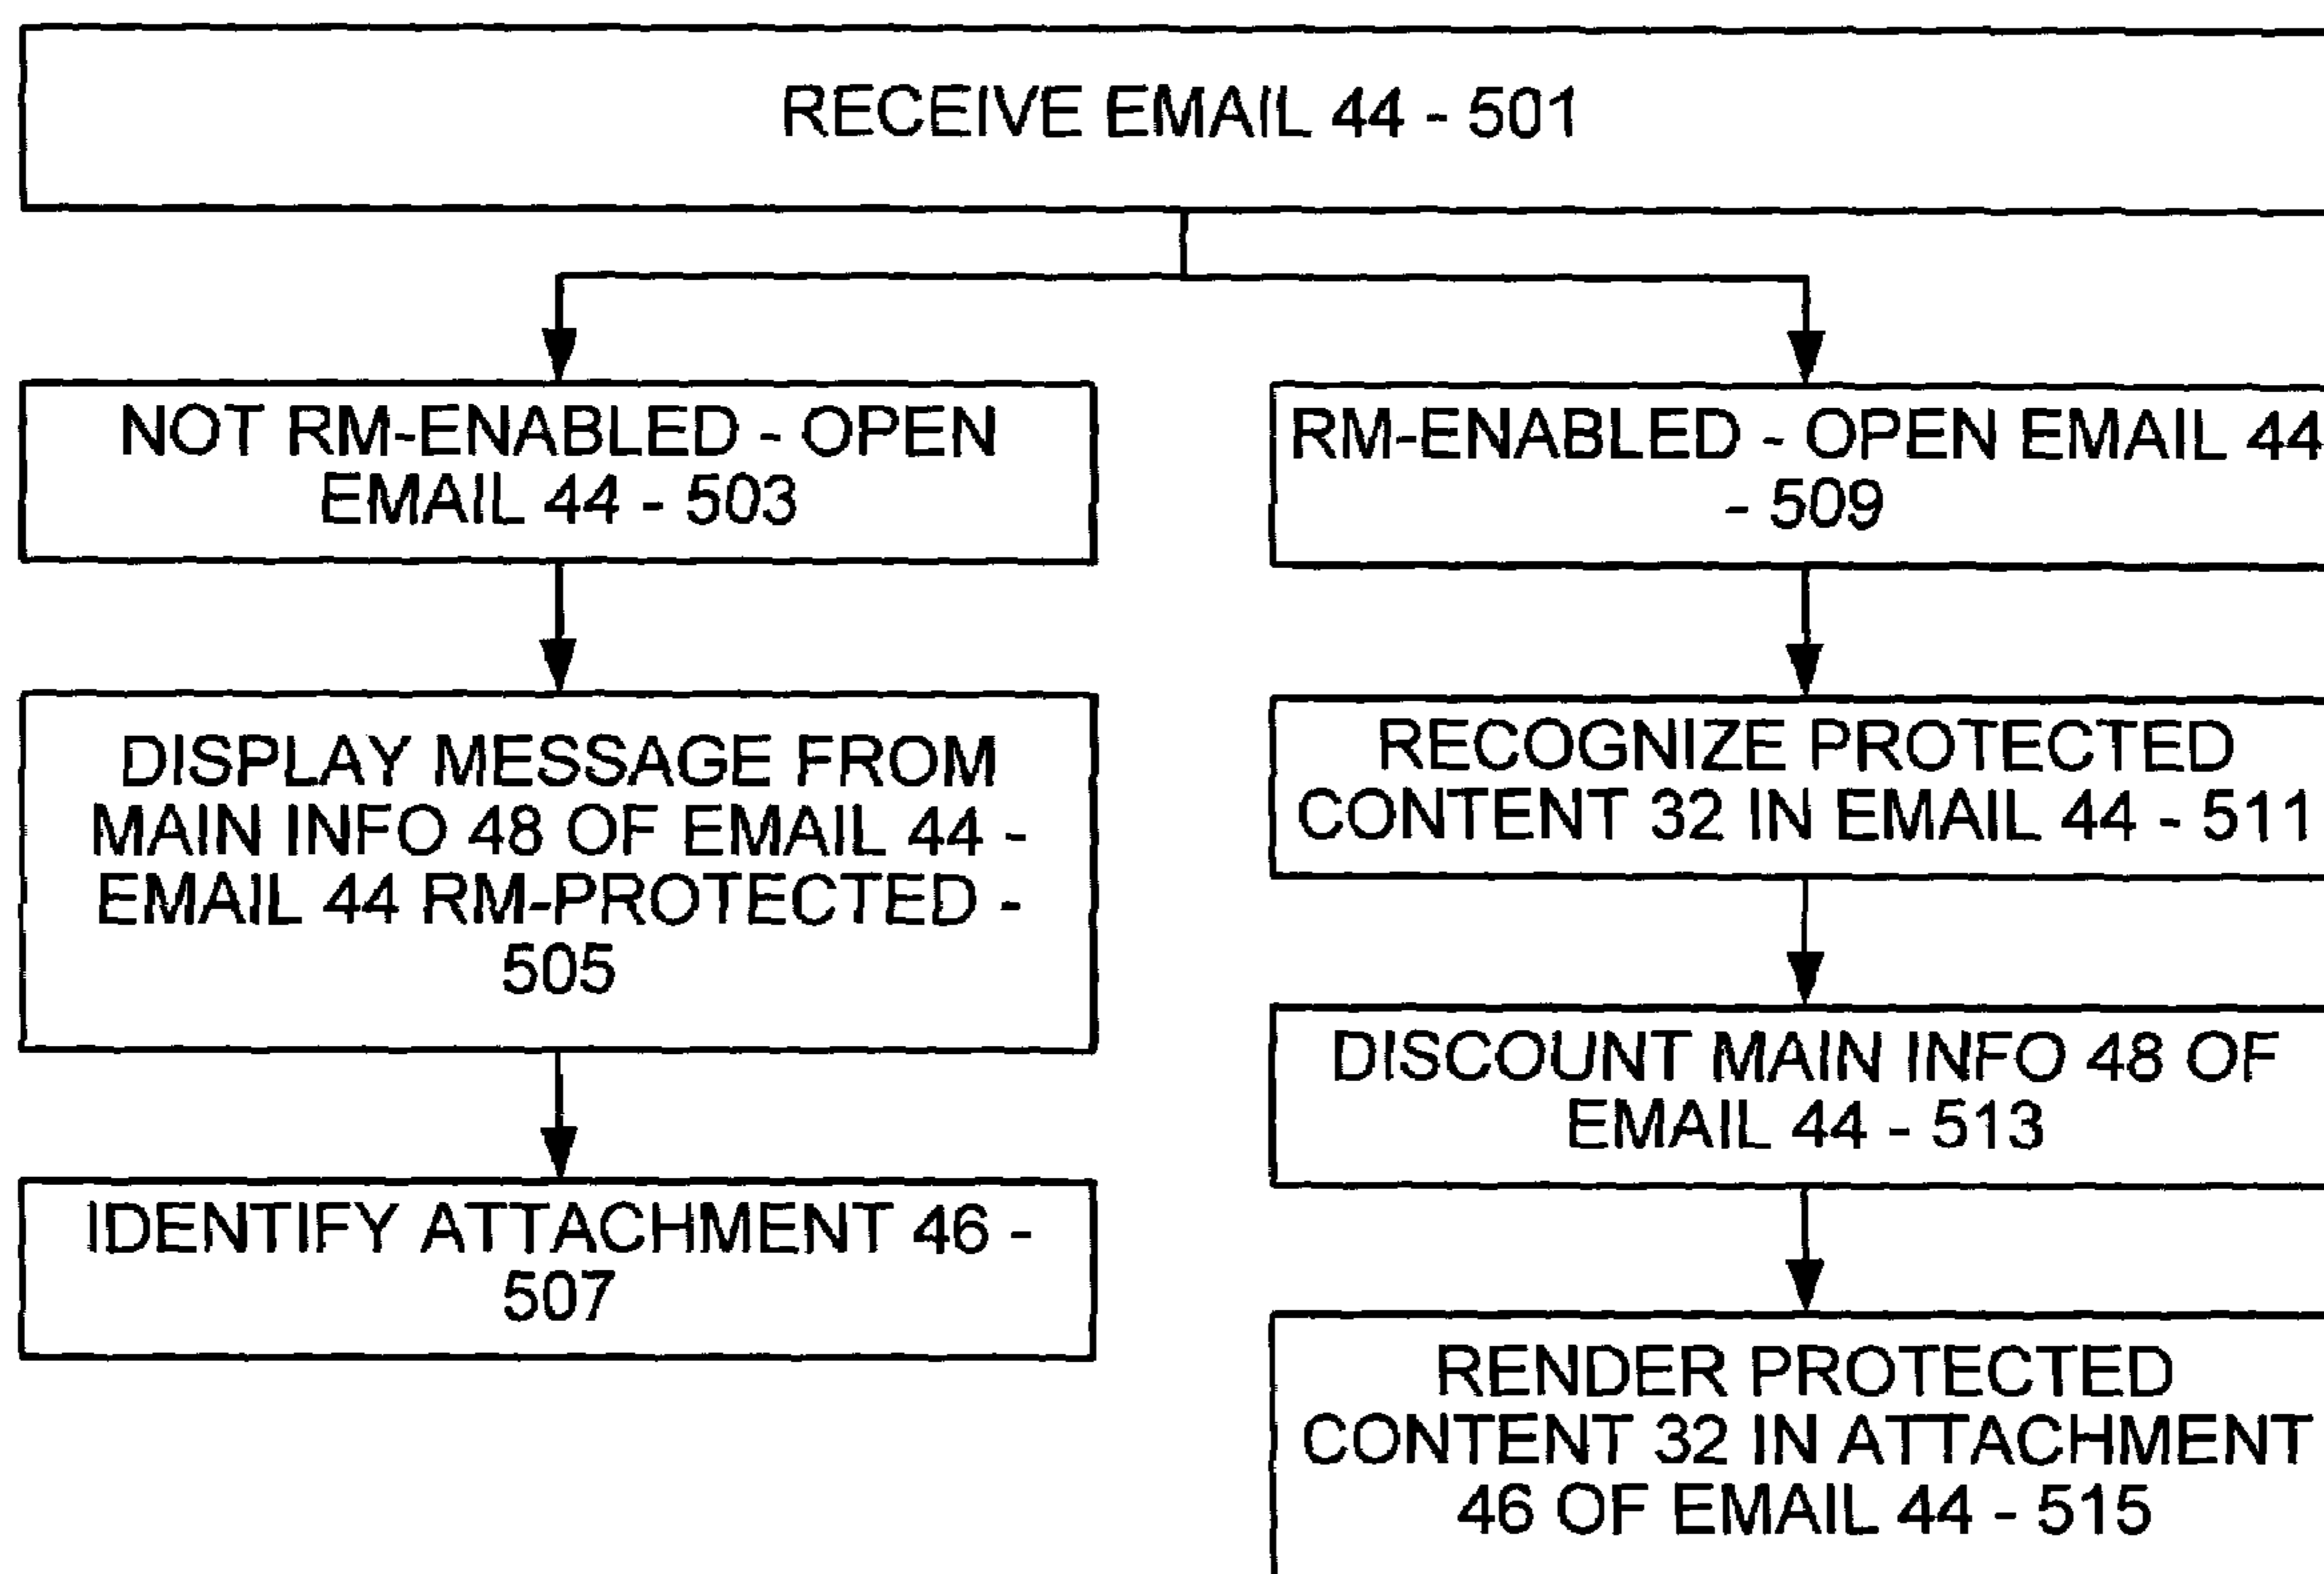 RECEIVE EMAIL 44 - 501
NOT RM-ENABLED - OPEN
EMAIL 44 - 503
DISPLAY MESSAGE FROM
MAIN INFO 48 OF EMAIL 44 -
EMAIL 44 RM-PROTECTED -
505
IDENTIFY ATTACHMENT 46 -
507
RM-ENABLED - OPEN EMAIL 44
- 509
RECOGNIZE PROTECTED
CONTENT 32 IN EMAIL 44 - 511
DISCOUNT MAIN INFO 48 OF
EMAIL 44 - 513
RENDER PROTECTED
CONTENT 32 IN ATTACHMENT
46 OF EMAIL 44 - 515